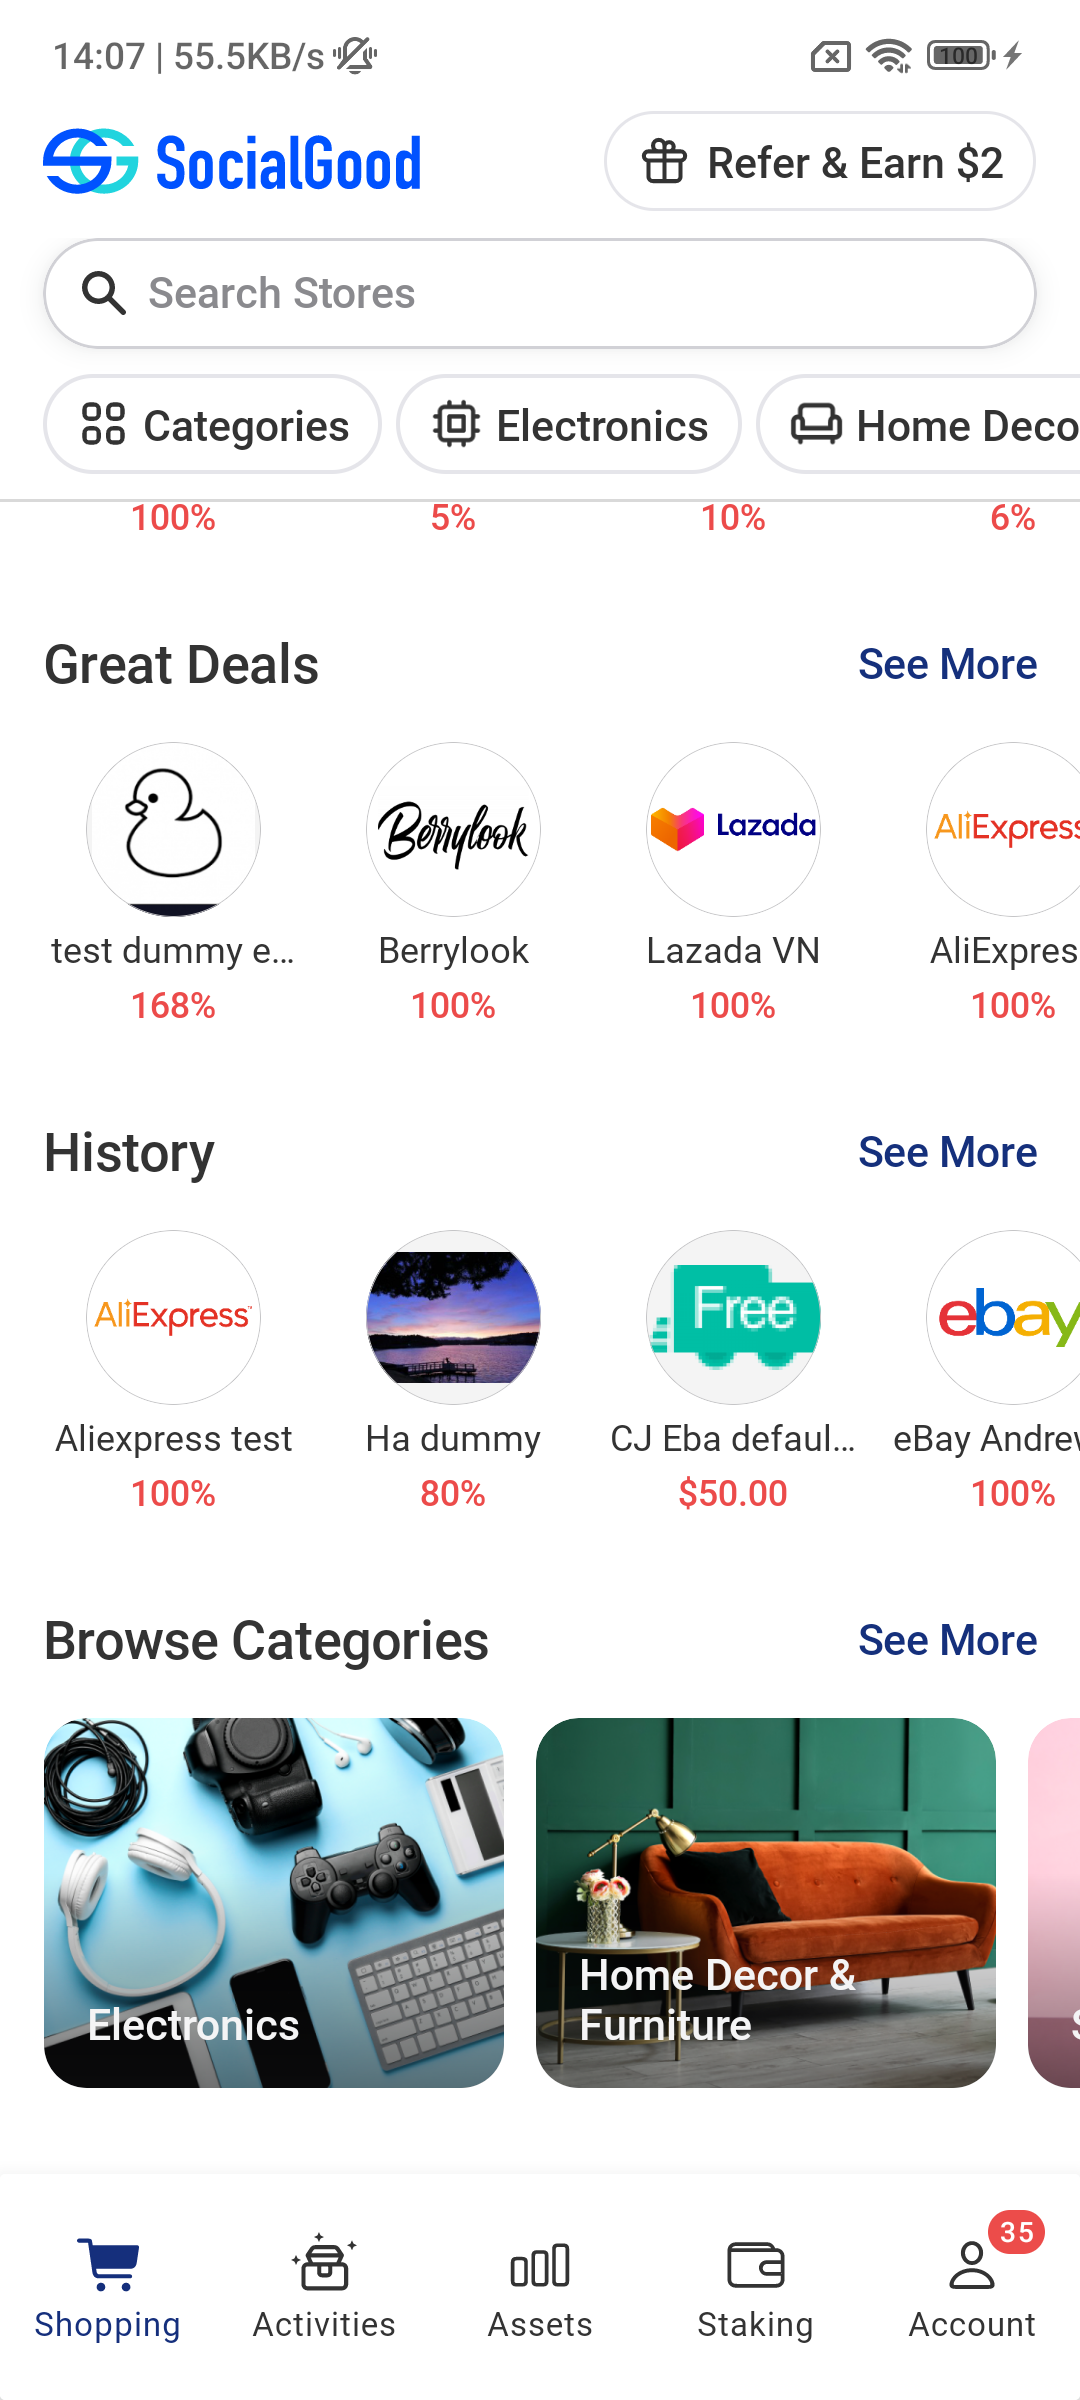 14:07 | 55.5KB/s
100
SocialGood
Refer & Earn $2
Search Stores
Categories
Electronics
Home Deco
100%
5%
10%
6%
Great Deals
See More
Berrylook
Lazada
AliExpress
test dummy e...
Berrylook
Lazada VN
AliExpres
168%
100%
100%
100%
History
See More
AliExpress
Free
ebay
Aliexpress test
Ha dummy
CJ Eba defaul...
eBay Andrew
100%
80%
$50.00
100%
Browse Categories
See More
Electronics
Home Decor &
Furniture
35
Shopping
Activities
Assets
Staking
Account